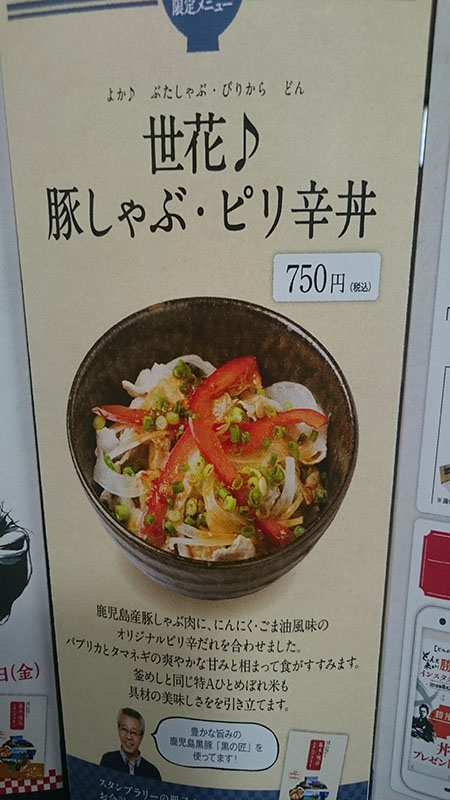 限定メニュー
よか♪ ぶたしゃぶ・ぴりから どん
世花♪
豚しゃぶ・ピリ辛丼
750円(税込)
鹿児島産豚しゃぶ肉に、にんにく・ごま油風味の
オリジナルピリ辛だれを合わせました。
パプリカとタマネギの爽やかな甘みと相まって食がすすみます。
釜めしと同じ特Aひとめぼれ米も
具材の美味しさをを引き立てます。
豊かな旨みの
鹿児島黒豚「黒の匠」を
使ってます!
日(金)
インスタ
丼
プレゼン